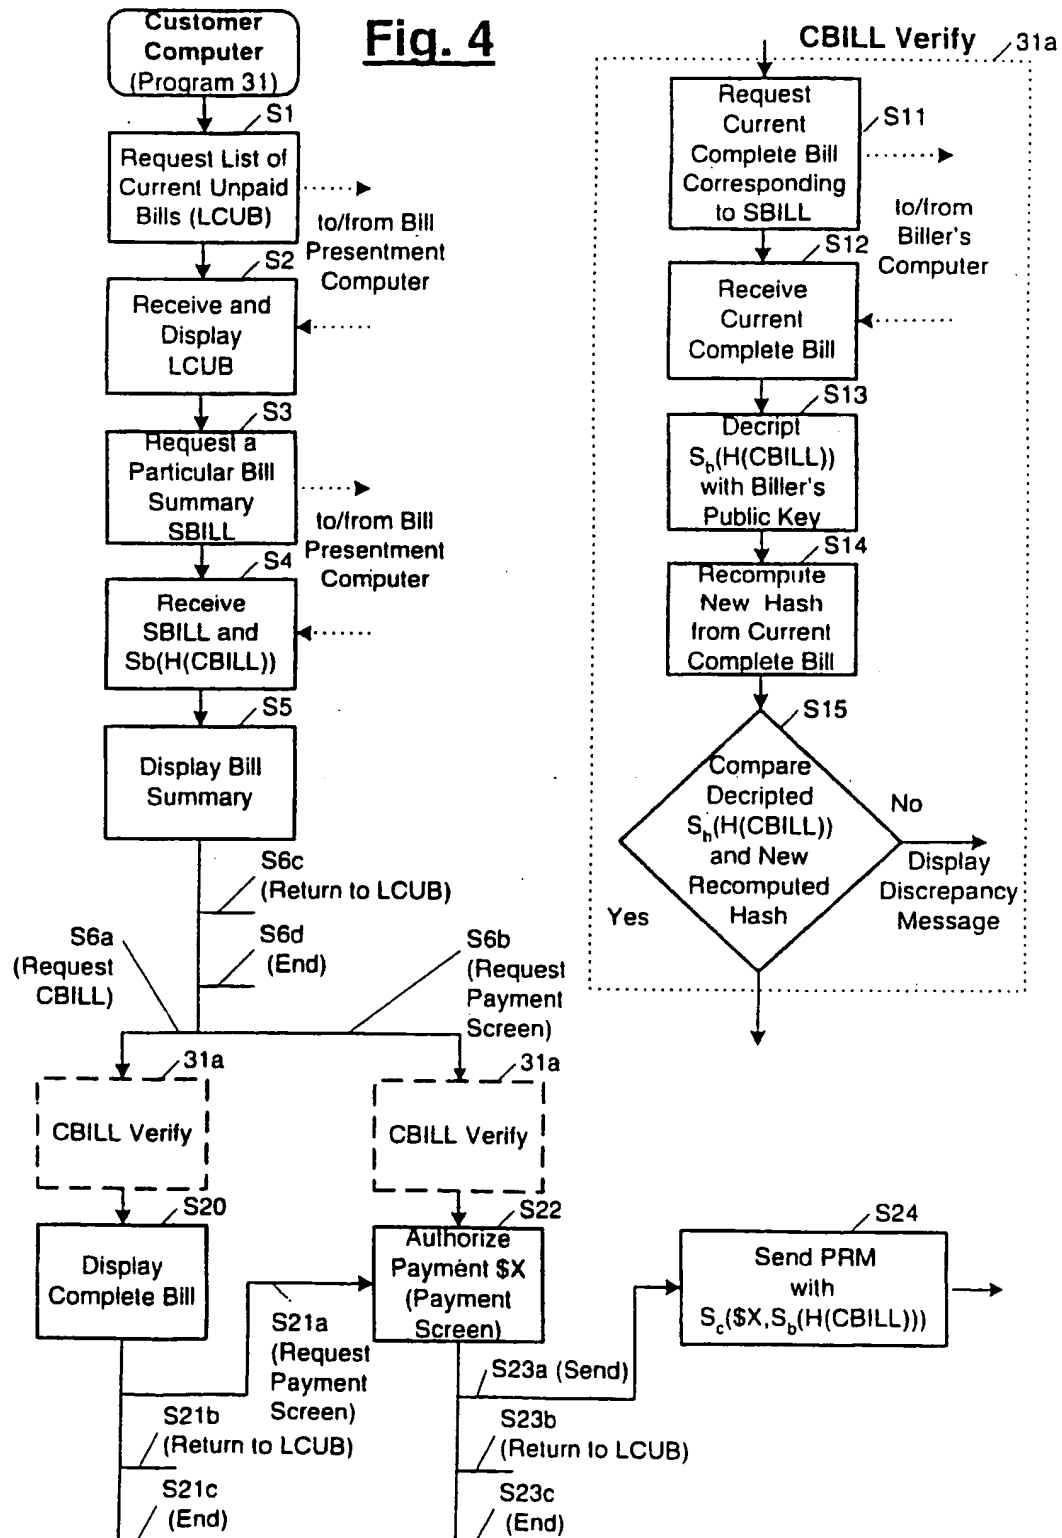 Fig. 4
Customer
Computer
(Program 31)
S1
Request List of
Current Unpaid
Bills (LCUB)
to/from Bill
Presentment
Computer
S2
Receive and
Display
LCUB
S3
Request a
Particular Bill
Summary
SBILL
to/from Bill
Presentment
Computer
S4
Receive
SBILL and
Sb(H(CBILL))
S5
Display Bill
Summary
S6c
(Return to LCUB)
S6d
(End)
S6a
(Request
CBILL)
S6b
(Request
Payment
Screen)
31a
CBILL Verify
31a
CBILL Verify
S20
Display
Complete Bill
S21a
(Request
Payment
Screen)
S21b
(Return to LCUB)
S21c
(End)
S22
Authorize
Payment $X
(Payment
Screen)
S23a (Send)
S23b
(Return to LCUB)
S23c
(End)
S24
Send PRM
with
Sc($X,Sb(H(CBILL)))
CBILL Verify
31a
Request
Current
Complete Bill
Corresponding
to SBILL
S11
to/from
Biller's
Computer
S12
Receive
Current
Complete Bill
S13
Decript
Sb(H(CBILL))
with Biller's
Public Key
S14
Recompute
New Hash
from Current
Complete Bill
S15
Compare
Decripted
Sb(H(CBILL))
and New
Recomputed
Hash
No
Display
Discrepancy
Message
Yes